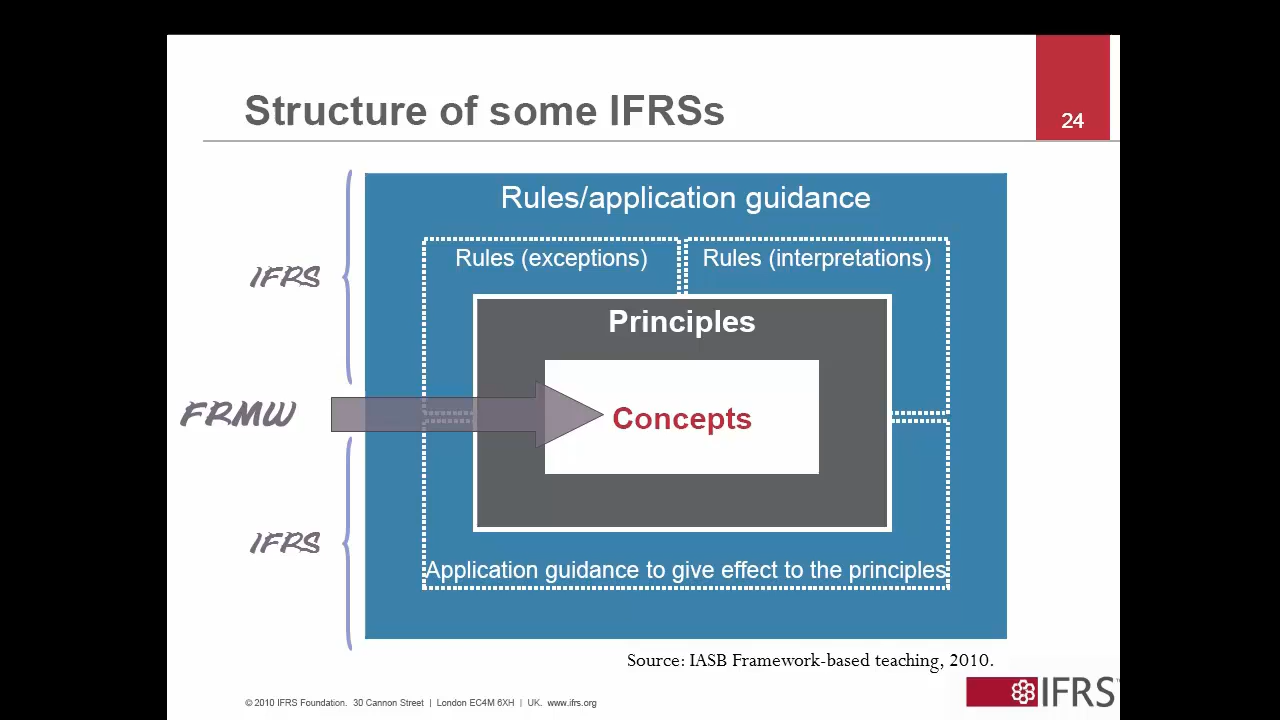 Structure of some IFRSs
24
Rules/application guidance
Rules (exceptions)
Rules (interpretations)
IFRS
Principles
FRMW
Concepts
IFRS
Application guidance to give effect to the principles
Source: IASB Framework-based teaching, 2010.
© 2010 IFRS Foundation. 30 Cannon Street | London EC4M 6XH | UK. www.ifrs.org
IFRS